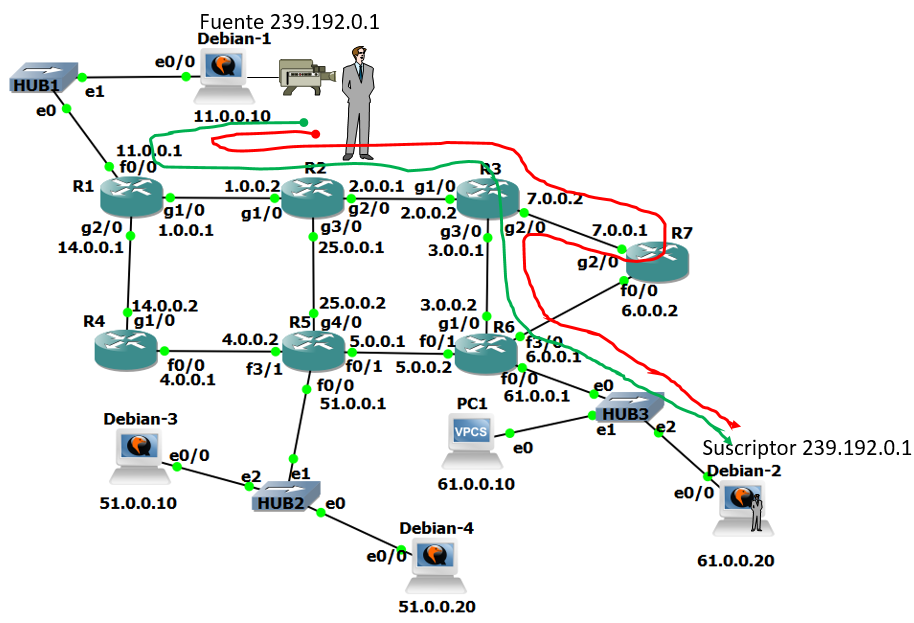 Fuente 239.192.0.1
Debian-1
e0/0
HUB1
e1
e0
11.0.0.10
11.0.0.1
f0/0
R1
R2
R3
1.0.0.2
2.0.0.1
g1/0
7.0.0.2
g1/0
g1/0
g2/0
2.0.0.2
g2/0
1.0.0.1
g3/0
g3/0
g2/0
7.0.0.1
R7
14.0.0.1
25.0.0.1
3.0.0.1
g2/0
f0/0
6.0.0.2
14.0.0.2
25.0.0.2
3.0.0.2
R4
g1/0
R5
g4/0
g1/0
R6
4.0.0.2
5.0.0.1
f0/1
f3/0
f0/0
f3/1
f0/1
5.0.0.2
6.0.0.1
4.0.0.1
f0/0
f0/0
51.0.0.1
61.0.0.1
e0
PC1
HUB3
Debian-3
VPCS
e1
e2
e0/0
e0
Suscriptor 239.192.0.1
e2
e1
Debian-2
51.0.0.10
HUB2
e0
61.0.0.10
e0/0
Debian-4
e0/0
61.0.0.20
51.0.0.20